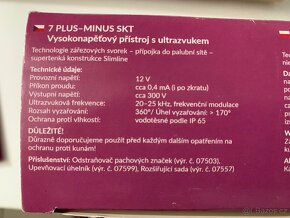 7 PLUS–MINUS SKT
Vysokonapěťový přístroj s ultrazvukem
Technologie zářezových svorek – přípojka do palubní sítě –
supertenká konstrukce Slimline
Technické údaje:
Provozní napětí: 12 V
Příkon proudu: cca 0,4 mA (i po zkratu)
Výstupní napětí: cca 300 V
Ultrazvuková frekvence: 20–25 kHz, frekvenční modulace
Rozsah vyzařování: 360°/ Úhel vyzařování > 170°
Ochrana proti vlhkosti: vodotěsné podle IP 65
DŮLEŽITÉ!
Důrazně doporučujeme použít před každým dalším opatřením
na ochranu proti kunám!
Příslušenství: Odstraňovač pachových značek (výr. č. 07503),
Upevňovací úhelník (výr. č. 07599), Rozšiřující sada (výr. č. 07557)
Bazos.cz